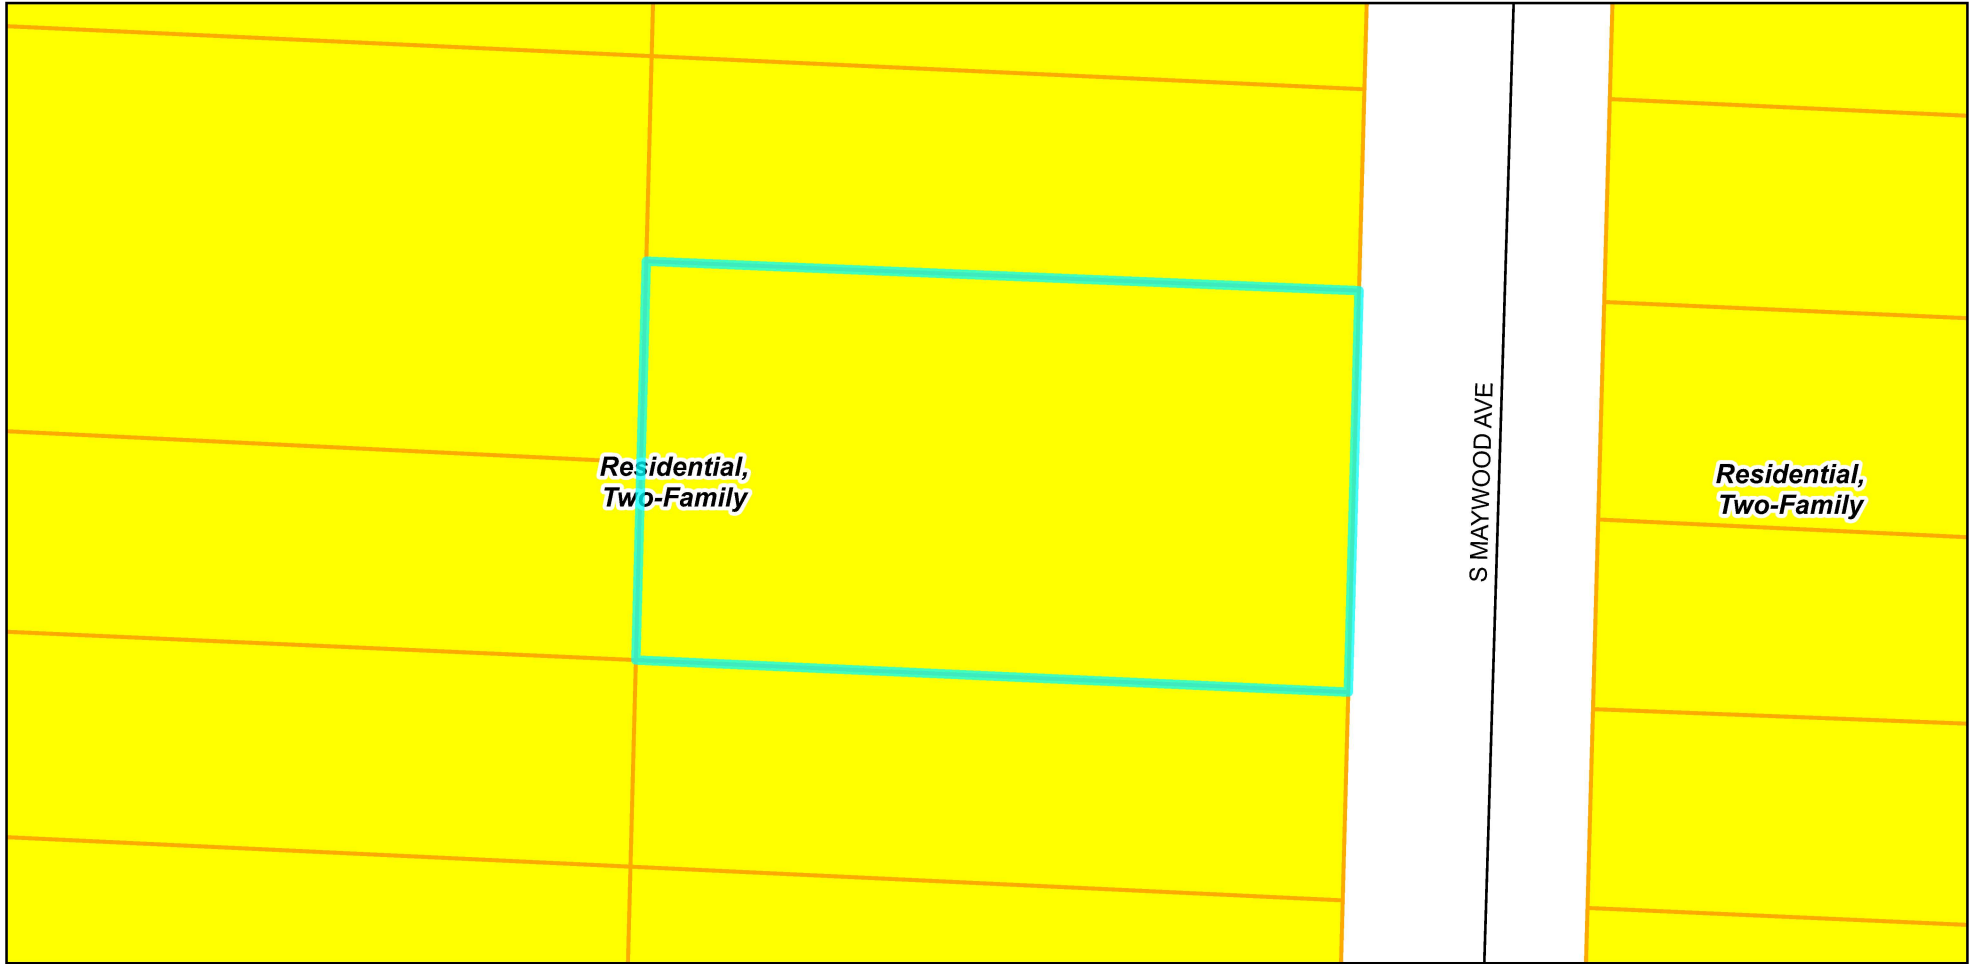 Residential,
Two-Family
S MAYWOOD AVE
Residential,
Two-Family